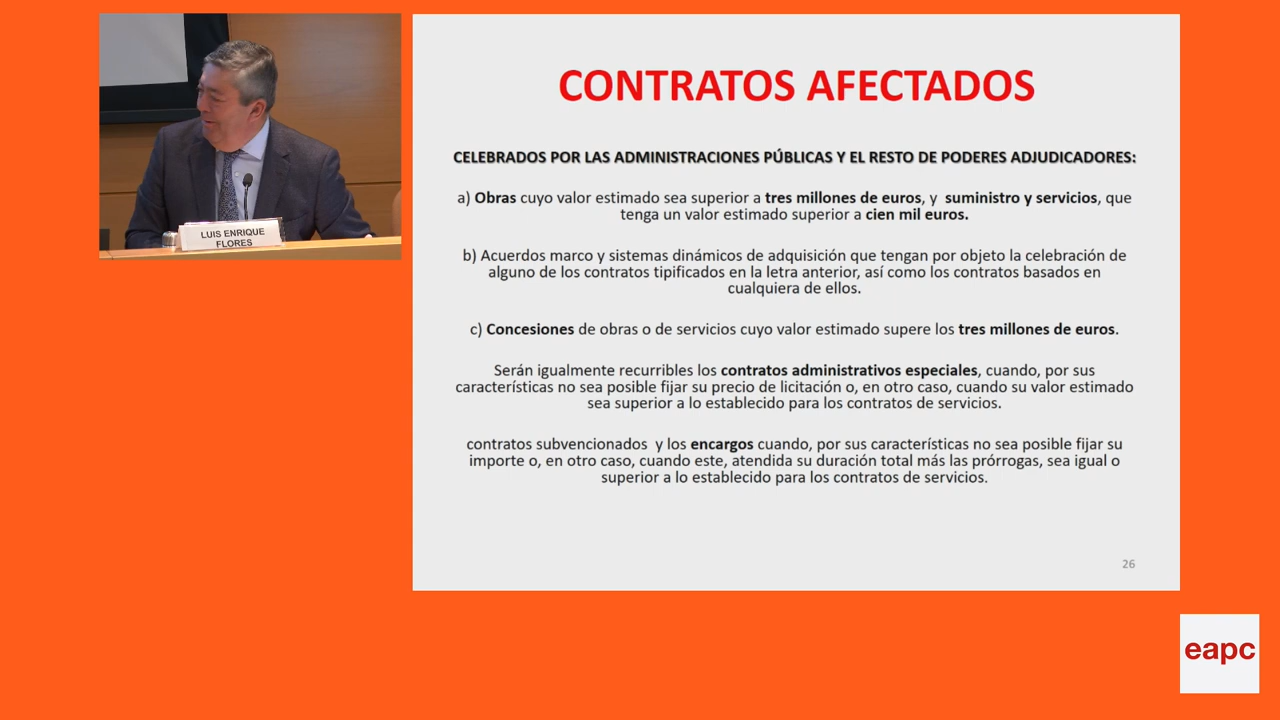 LUIS ENRIQUE
FLORES
CONTRATOS AFECTADOS
CELEBRADOS POR LAS ADMINISTRACIONES PÚBLICAS Y EL RESTO DE PODERES ADJUDICADORES:
a) Obras cuyo valor estimado sea superior a tres millones de euros, y suministro y servicios, que
tenga un valor estimado superior a cien mil euros.
b) Acuerdos marco y sistemas dinámicos de adquisición que tengan por objeto la celebración de
alguno de los contratos tipificados en la letra anterior, así como los contratos basados en
cualquiera de ellos.
c) Concesiones de obras o de servicios cuyo valor estimado supere los tres millones de euros.
Serán igualmente recurribles los contratos administrativos especiales, cuando, por sus
características no sea posible fijar su precio de licitación o, en otro caso, cuando su valor estimado
sea superior a lo establecido para los contratos de servicios.
contratos subvencionados y los encargos cuando, por sus características no sea posible fijar su
importe o, en otro caso, cuando este, atendida su duración total más las prórrogas, sea igual o
superior a lo establecido para los contratos de servicios.
26
eapc